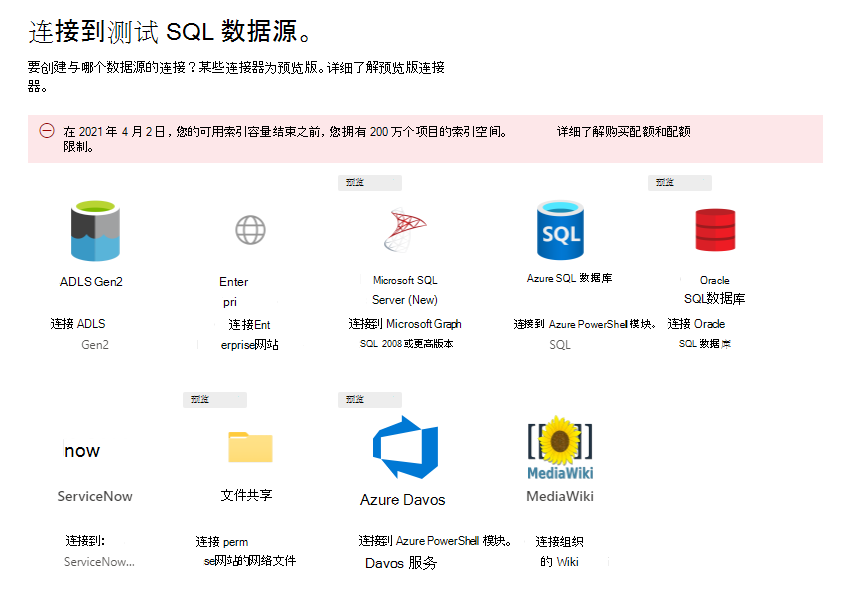 连接到测试 SQL 数据源。
要创建与哪个数据源的连接？某些连接器为预览版。详细了解预览版连接
器。
在 2021 年 4 月 2 日，您的可用索引容量结束之前，您拥有 200 万个项目的索引空间。 详细了解购买配额和配额
限制。
预览
预览
SQL
ADLS Gen2
Enter
pri
Microsoft SQL
Server (New)
Azure SQL 数据库
Oracle
SQL数据库
连接 ADLS
Gen2
连接Ent
erprise网站
连接到 Microsoft Graph
SQL 2008 或更高版本
连接到 Azure PowerShell 模块。
SQL
连接 Oracle
SQL 数据库
预览
预览
now
[[ ]]
MediaWiki
ServiceNow
文件共享
Azure Davos
MediaWiki
连接到:
ServiceNow...
连接 perm
se网站的网络文件
连接到 Azure PowerShell 模块。
Davos 服务
连接组织
的 Wiki